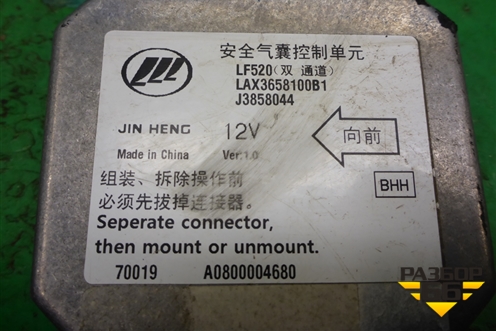 安全气囊控制单元
LF520(双 通道)
LAX3658100B1
J3858044
JIN HENG 12V
向前
Made in China Ver:1.0
BHH
组装、拆除操作前
必须先拔掉连接器。
Seperate connector,
then mount or unmount.
70019 A0800004680
РАЗБОР